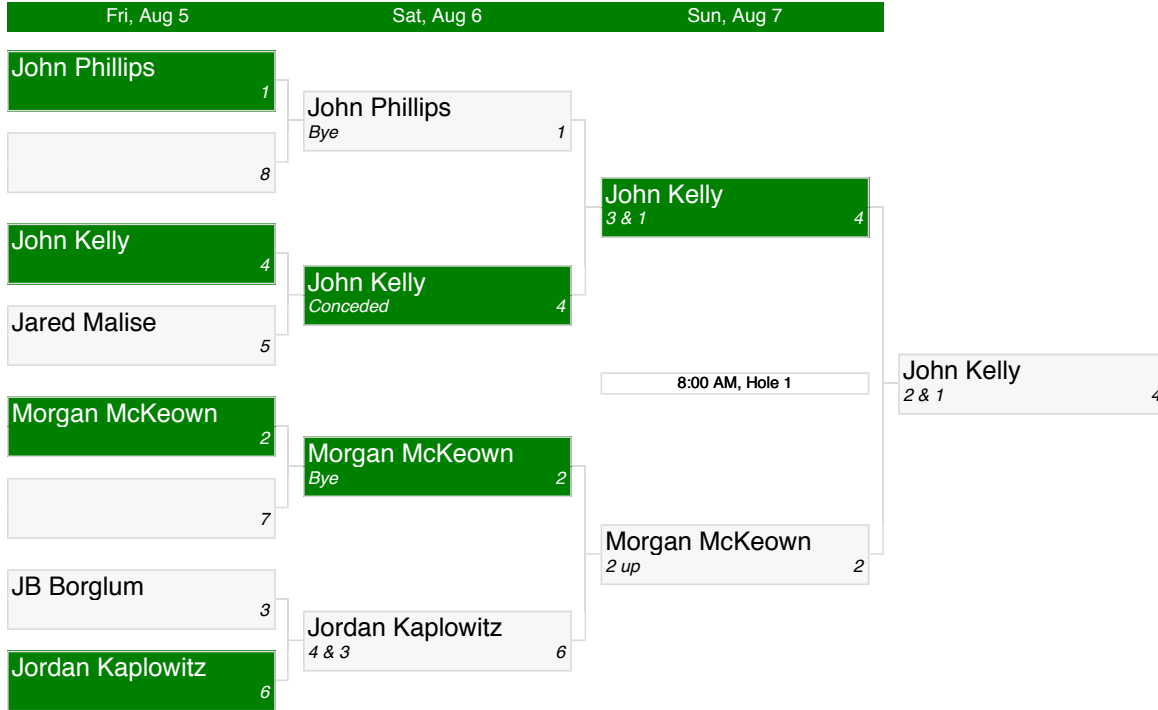 Fri, Aug 5
Sat, Aug 6
Sun, Aug 7
John Phillips
1
8
John Kelly
4
Jared Malise
5
Morgan McKeown
2
7
JB Borglum
3
Jordan Kaplowitz
6
John Phillips
Bye 1
John Kelly
Conceded 4
Morgan McKeown
Bye 2
Jordan Kaplowitz
4 & 3 6
John Kelly
3 & 1 4
8:00 AM, Hole 1
Morgan McKeown
2 up 2
John Kelly
2 & 1 4